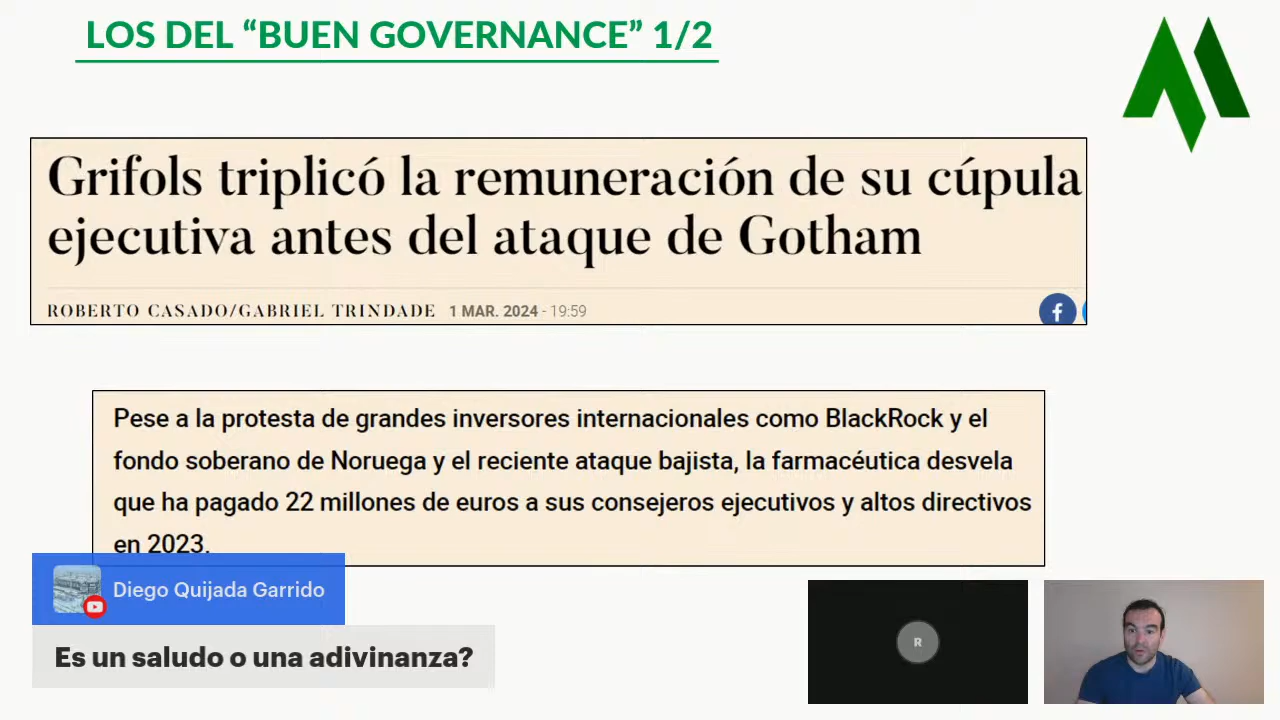 LOS DEL “BUEN GOVERNANCE” 1/2
Grifols triplicó la remuneración de su cúpula
ejecutiva antes del ataque de Gotham
ROBERTO CASADO/GABRIEL TRINDADE 1 MAR. 2024 - 19:59
f
Pese a la protesta de grandes inversores internacionales como BlackRock y el
fondo soberano de Noruega y el reciente ataque bajista, la farmacéutica desvela
que ha pagado 22 millones de euros a sus consejeros ejecutivos y altos directivos
en 2023.
Diego Quijada Garrido
Es un saludo o una adivinanza?
R